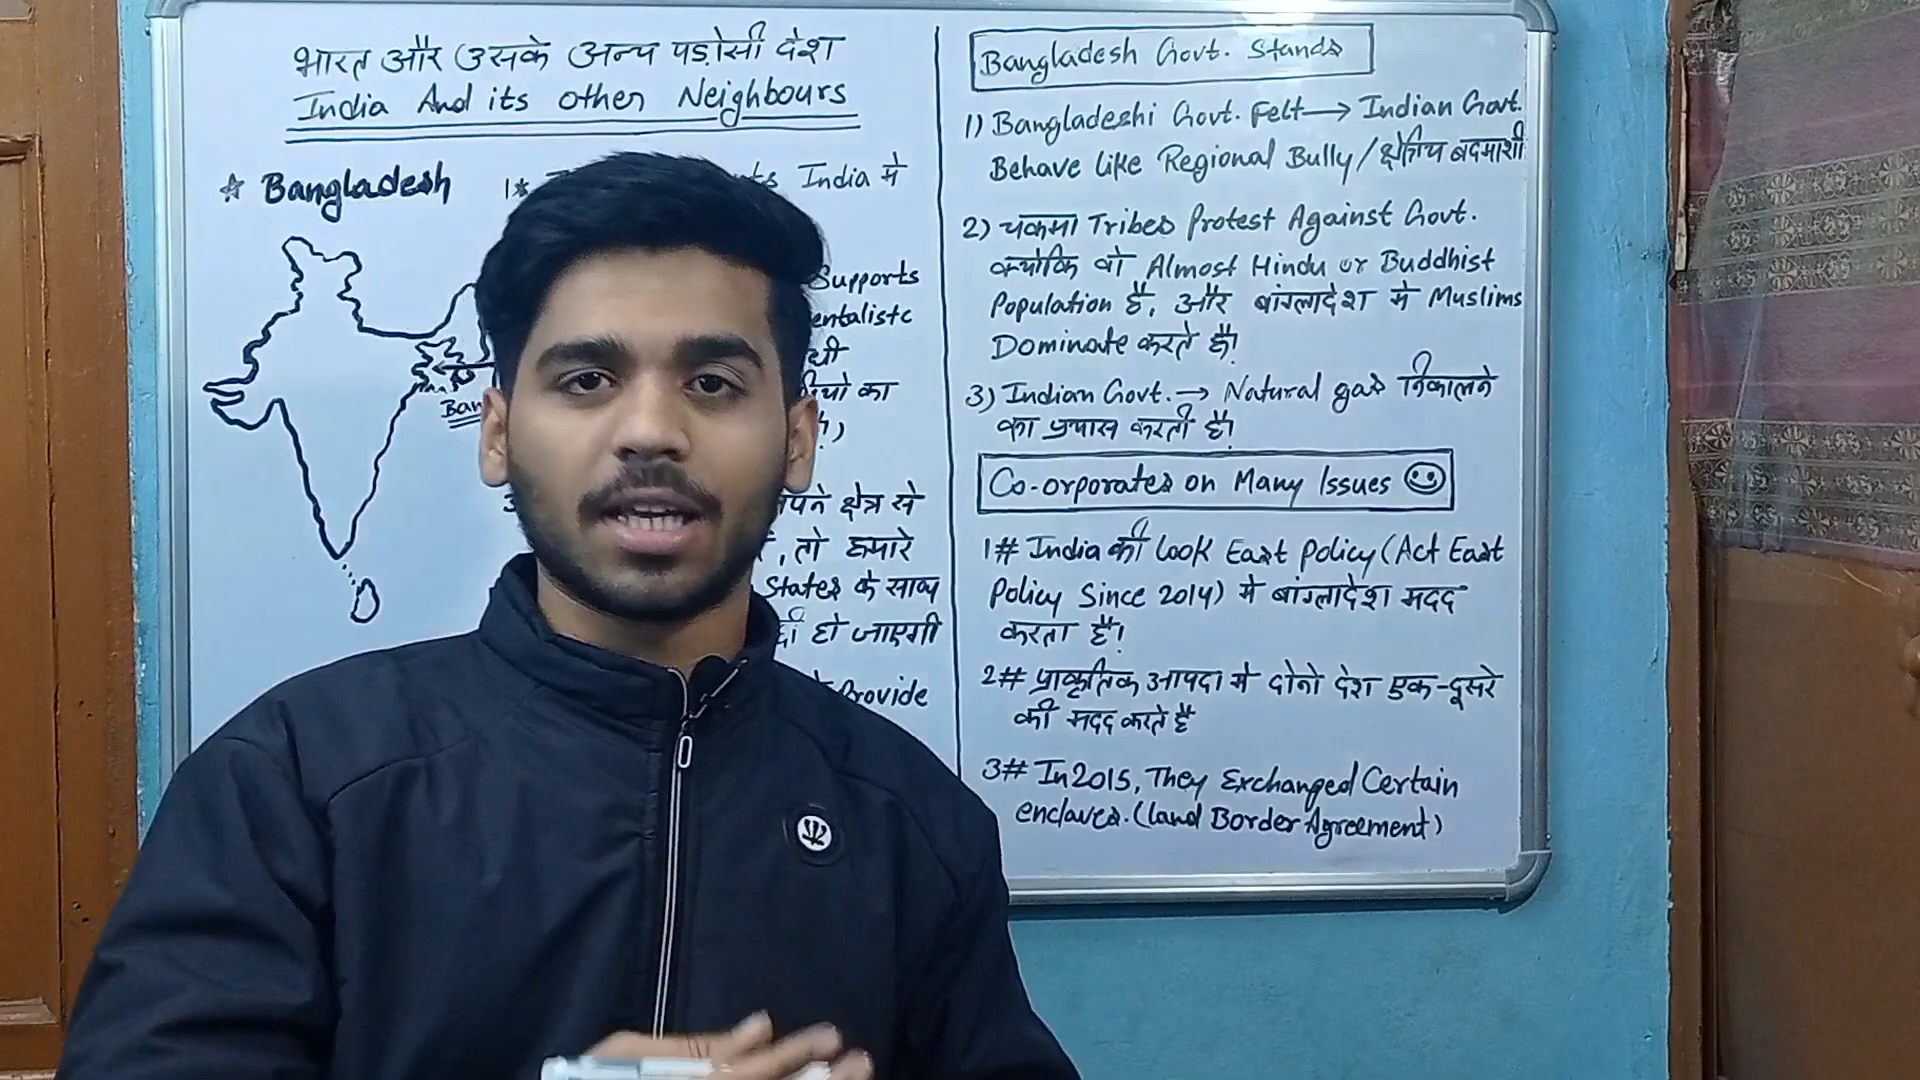 भारत और उसके अन्य पड़ोसी देश
India And its other Neighbours
☆ Bangladesh
1* India में
Supports
entalistc
यो का
पने क्षेत्र से
, तो हमारे
States के साथ
हो जाएगी
Provide
Ban
Bangladesh Govt. Stands
1) Bangladeshi Govt. Felt → Indian Govt.
Behave like Regional Bully/क्षेत्रिय बदमाशी
2) चकमा Tribes Protest Against Govt.
क्योकि वो Almost Hindu or Buddhist
Population है, और बांग्लादेश मे Muslims
Dominate करते है!
3) Indian Govt. → Natural gas निकालने
का प्रयास करती है!
Co-orporates on Many Issues ☺
1# India की Look East Policy (Act East
Policy Since 2014) मे बांग्लादेश मदद
करता है!
2# प्राकृतिक आपदा मे दोनो देश एक-दूसरे
की मदद करते है
3# In 2015, They Exchanged Certain
enclaves. (Land Border Agreement)